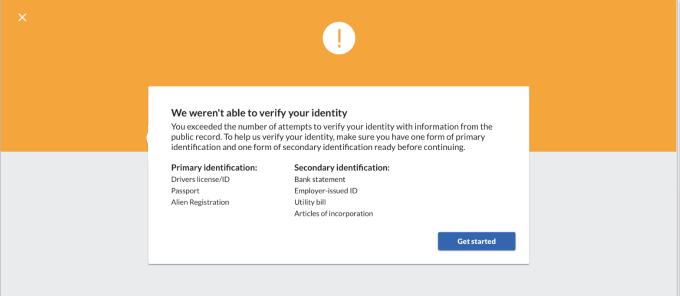 We weren't able to verify your identity
You exceeded the number of attempts to verify your identity with information from the
public record. To help us verify your identity, make sure you have one form of primary
identification and one form of secondary identification ready before continuing.
Primary identification:
Drivers license/ID
Passport
Alien Registration
Secondary identification:
Bank statement
Employer-issued ID
Utility bill
Articles of incorporation
Get started